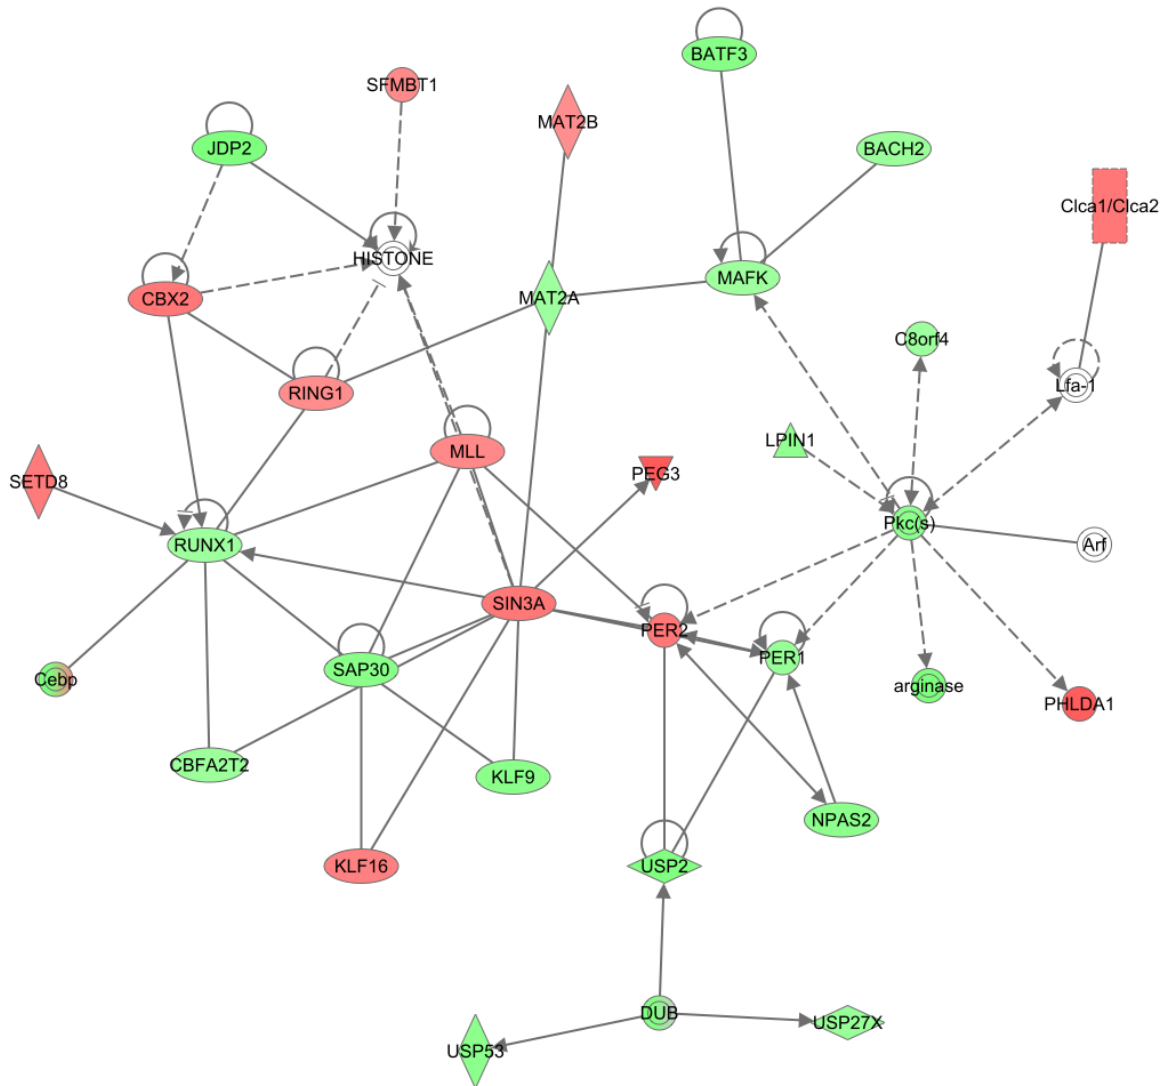 BATF3
SFMBT1
MAT2B
JDP2
BACH2
Clca1/Clca2
HISTONE
MAFK
CBX2
MAT2A
C8orf4
Lfa-1
RING1
LPIN1
MLL
PEG3
SETD8
Pkc(s)
RUNX1
Arf
SIN3A
PER2
PER1
SAP30
Cebp
arginase
PHLDA1
CBFA2T2
KLF9
NPAS2
KLF16
USP2
DUB
USP27X
USP53